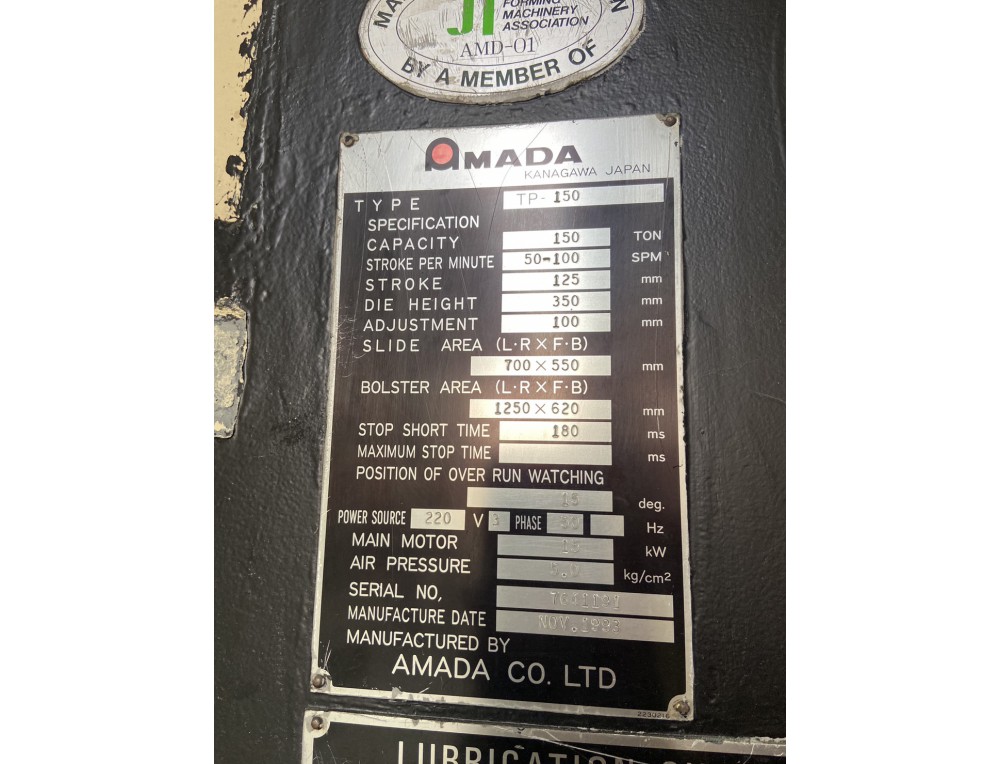 FORMING
MACHINERY
ASSOCIATION
AMD-01
BY A MEMBER OF
AMADA
KANAGAWA JAPAN
TYPE TP-150
SPECIFICATION
CAPACITY 150 TON
STROKE PER MINUTE 50-100 SPM
STROKE 125 mm
DIE HEIGHT 350 mm
ADJUSTMENT 100 mm
SLIDE AREA (L·R×F·B)
700×550 mm
BOLSTER AREA (L·R×F·B)
1250×620 mm
STOP SHORT TIME 180 ms
MAXIMUM STOP TIME ms
POSITION OF OVER RUN WATCHING
15 deg.
POWER SOURCE 220 V 3 PHASE Hz
MAIN MOTOR 15 kW
AIR PRESSURE kg/cm²
SERIAL NO,
MANUFACTURE DATE NOV.
MANUFACTURED BY
AMADA CO. LTD
LUBRICATION